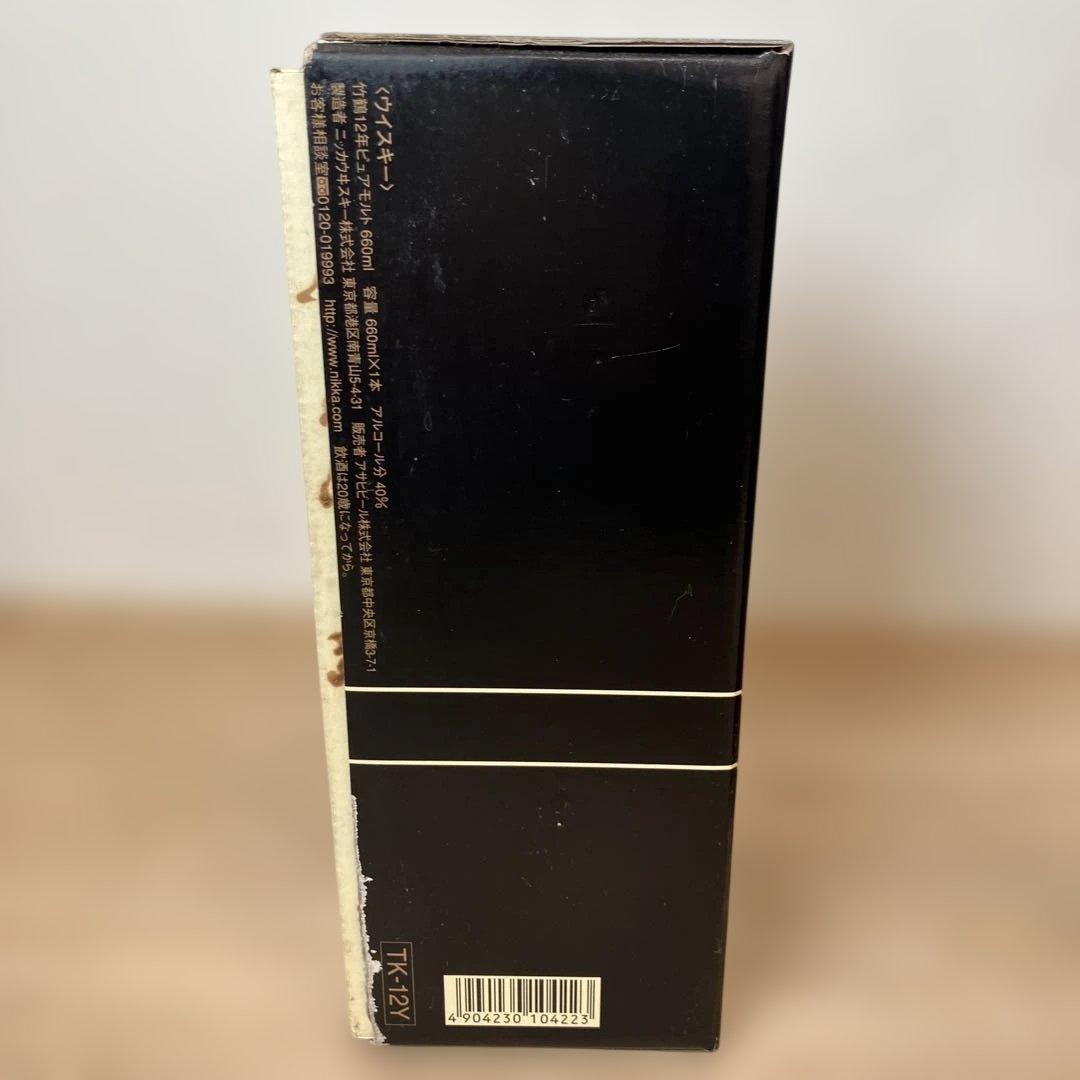 〈ウイスキー〉
竹鶴12年ピュアモルト 660ml 容量 660ml×1本 アルコール分 40%
製造者 ニッカウヰスキー株式会社 東京都港区南青山5-4-31 販売者 アサヒビール株式会社 東京都中央区京橋3-7-1
お客様相談室 0120-019993 http://www.nikka.com 飲酒は20歳になってから。
TK-12Y
4 904230 104223